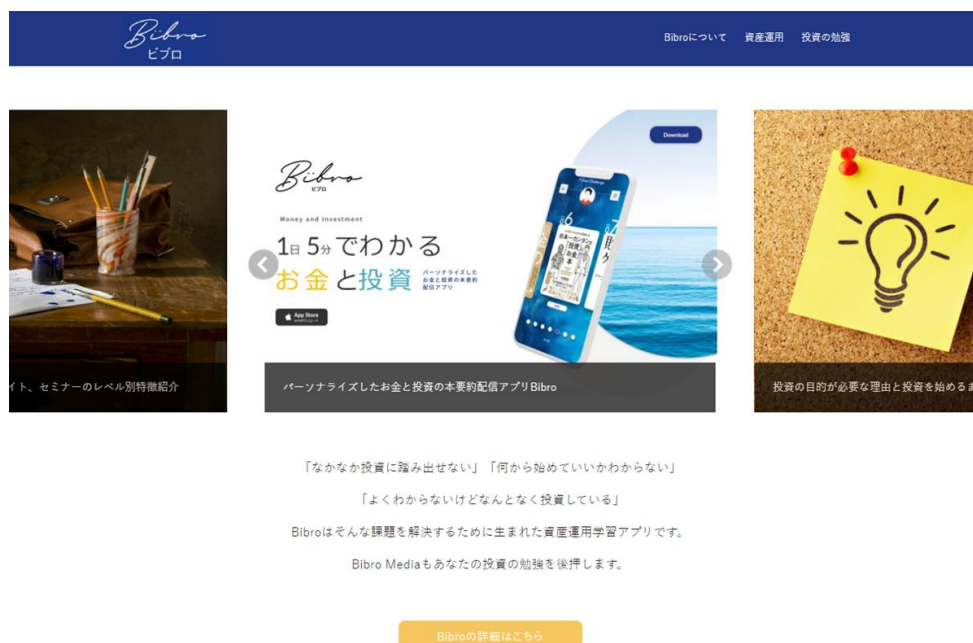 Bibro
ビブロ
Bibroについて 資産運用 投資の勉強
Download
Bibro
ビブロ
Money and Investment
1日5分でわかる
お金と投資
パーソナライズした
お金と投資の本要約
配信アプリ
App Store
イト、セミナーのレベル別特徴紹介
パーソナライズしたお金と投資の本要約配信アプリBibro
投資の目的が必要な理由と投資を始めるま
「なかなか投資に踏み出せない」「何から始めていいかわからない」
「よくわからないけどなんとなく投資している」
Bibroはそんな課題を解決するために生まれた資産運用学習アプリです。
Bibro Mediaもあなたの投資の勉強を後押します。
Bibroの詳細はこちら